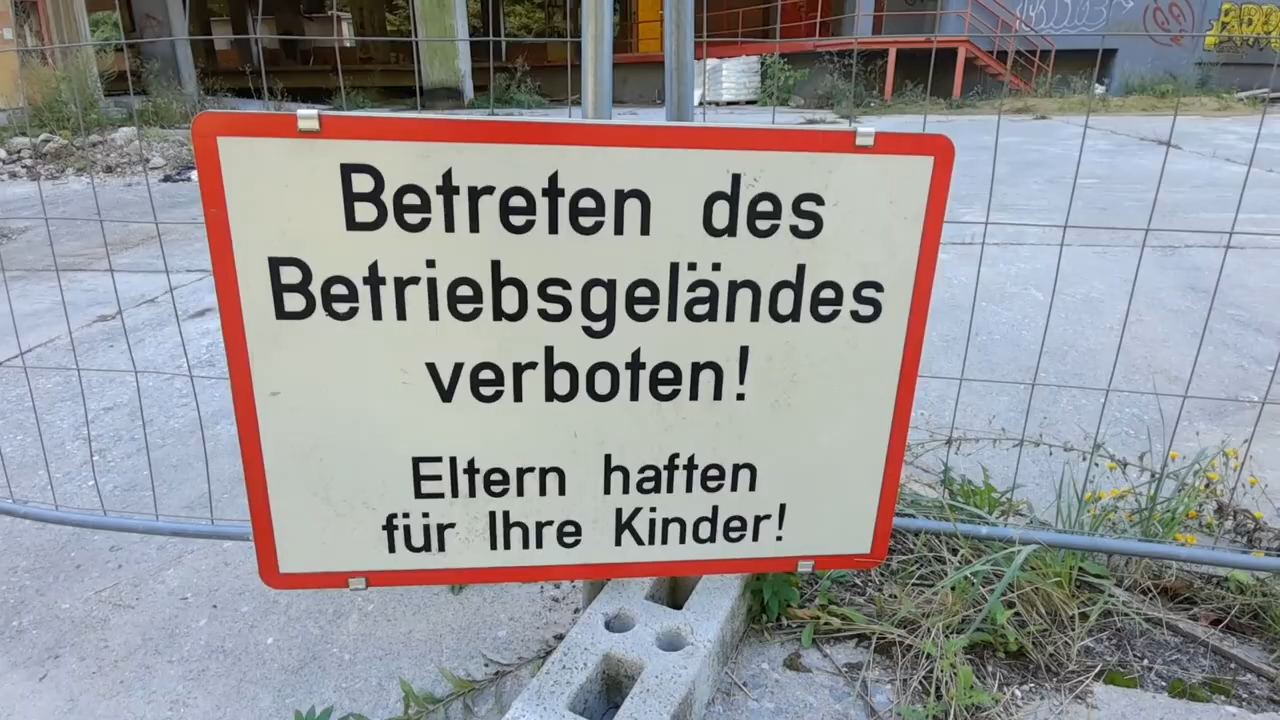 Betreten des
Betriebsgeländes
verboten!
Eltern haften
für Ihre Kinder!